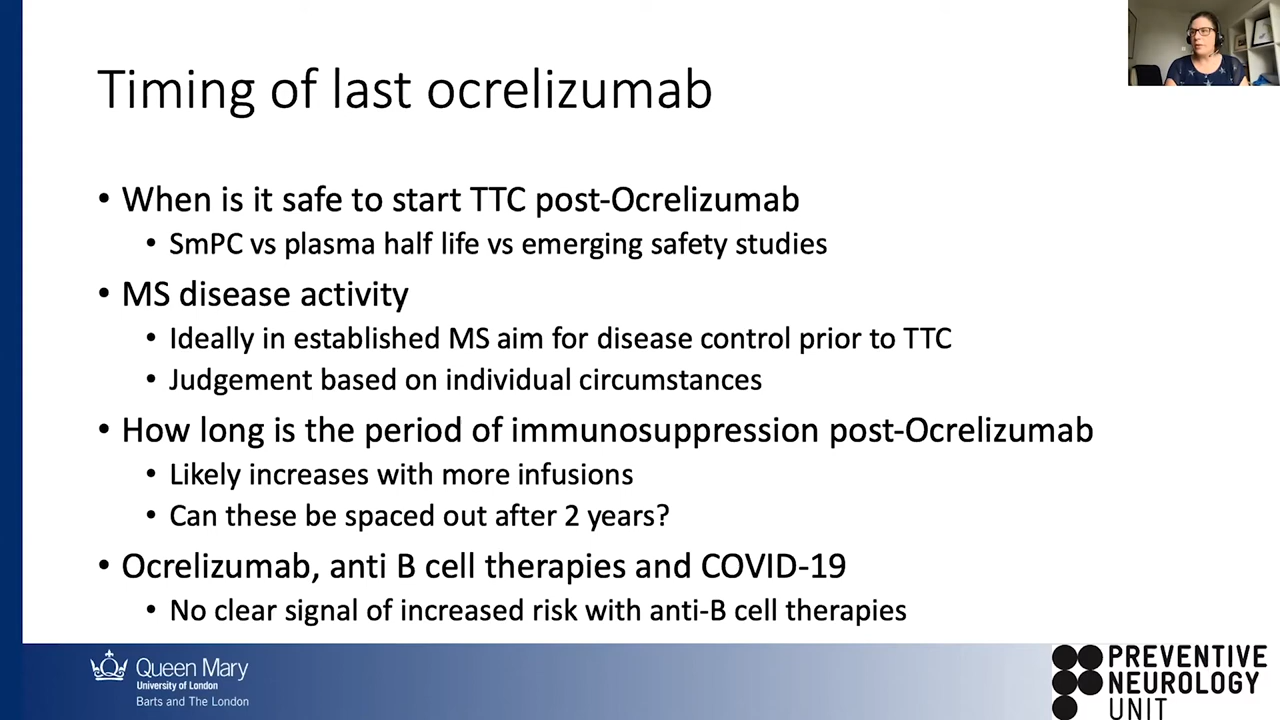 Timing of last ocrelizumab
• When is it safe to start TTC post-Ocrelizumab
• SmPC vs plasma half life vs emerging safety studies
• MS disease activity
• Ideally in established MS aim for disease control prior to TTC
• Judgement based on individual circumstances
• How long is the period of immunosuppression post-Ocrelizumab
• Likely increases with more infusions
• Can these be spaced out after 2 years?
• Ocrelizumab, anti B cell therapies and COVID-19
• No clear signal of increased risk with anti-B cell therapies
Queen Mary
University of London
Barts and The London
PREVENTIVE
NEUROLOGY
UNIT